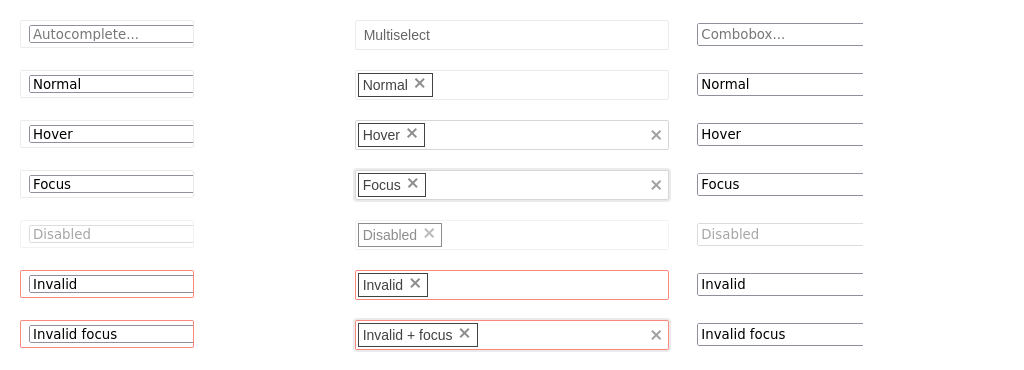 Autocomplete... Multiselect Combobox...
Normal Normal × Normal
Hover Hover × × Hover
Focus Focus × × Focus
Disabled Disabled × Disabled
Invalid Invalid × Invalid
Invalid focus Invalid + focus × × Invalid focus